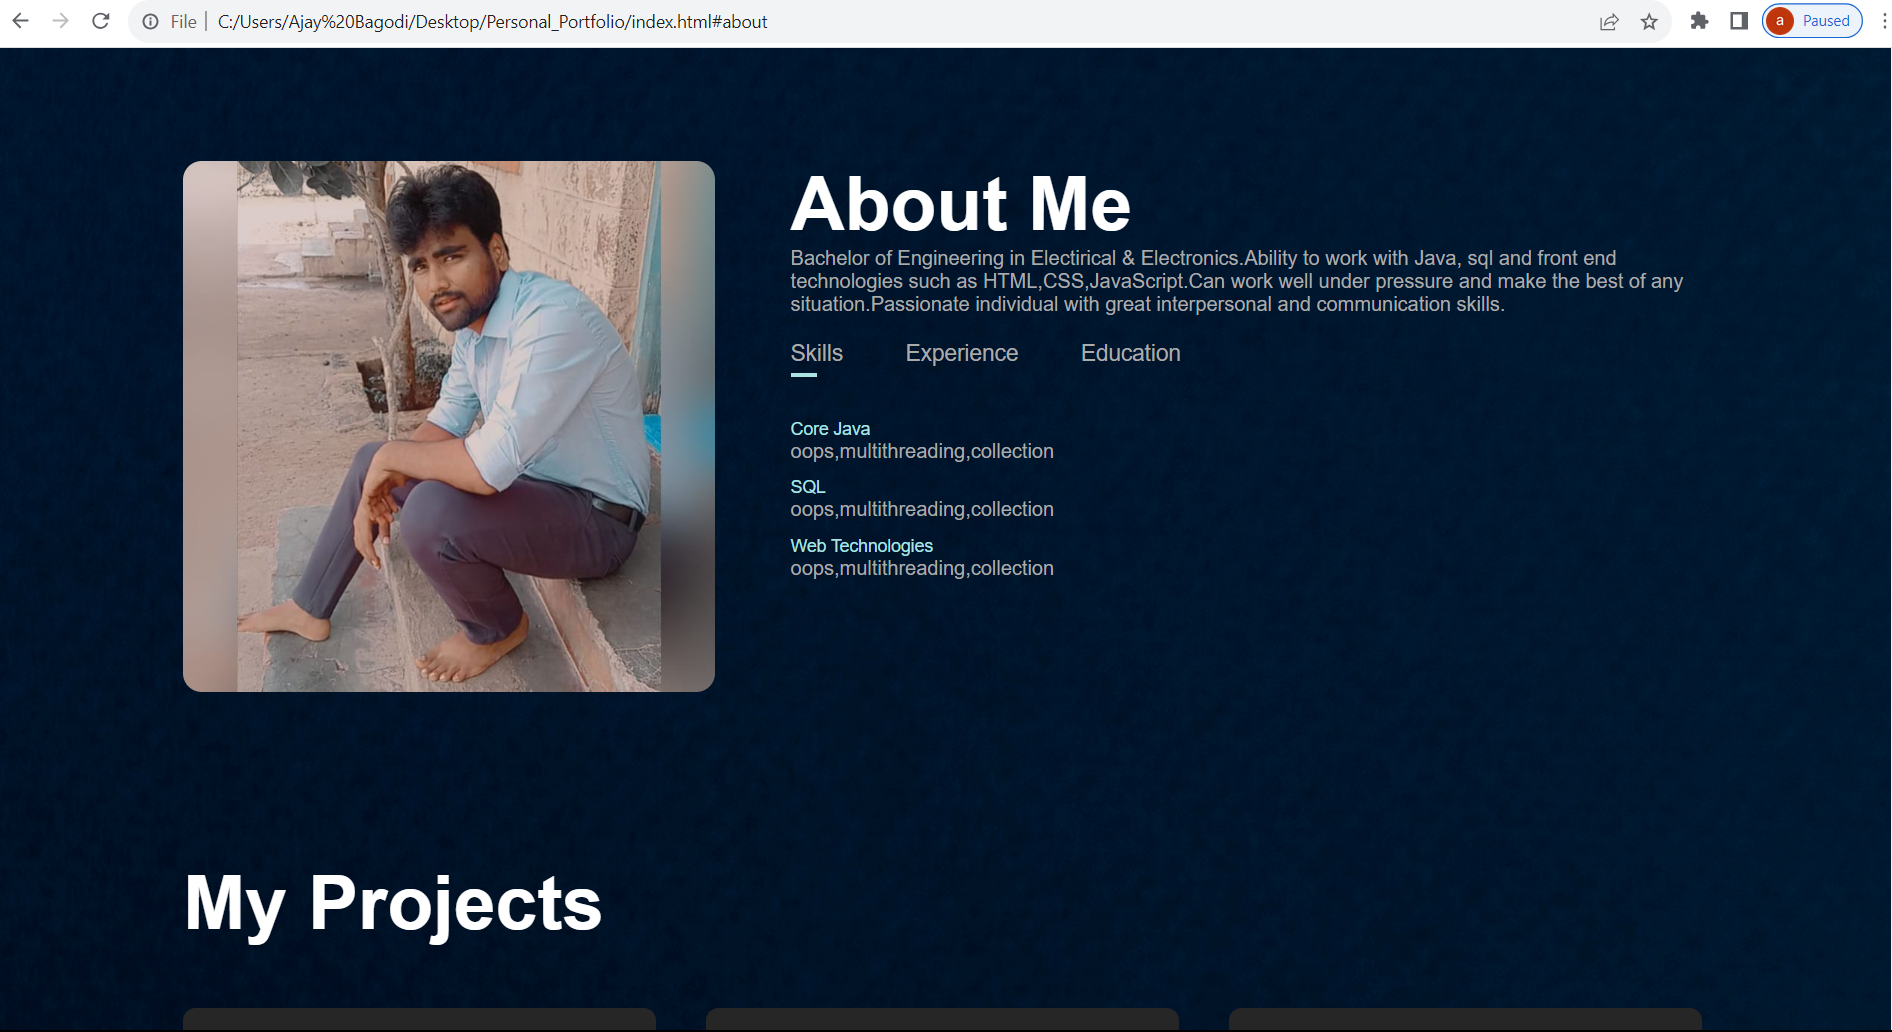 File
C:/Users/Ajay%20Bagodi/Desktop/Personal_Portfolio/index.html#about
a Paused
About Me
Bachelor of Engineering in Electirical & Electronics.Ability to work with Java, sql and front end
technologies such as HTML,CSS,JavaScript.Can work well under pressure and make the best of any
situation.Passionate individual with great interpersonal and communication skills.
Skills Experience Education
Core Java
oops,multithreading,collection
SQL
oops,multithreading,collection
Web Technologies
oops,multithreading,collection
My Projects